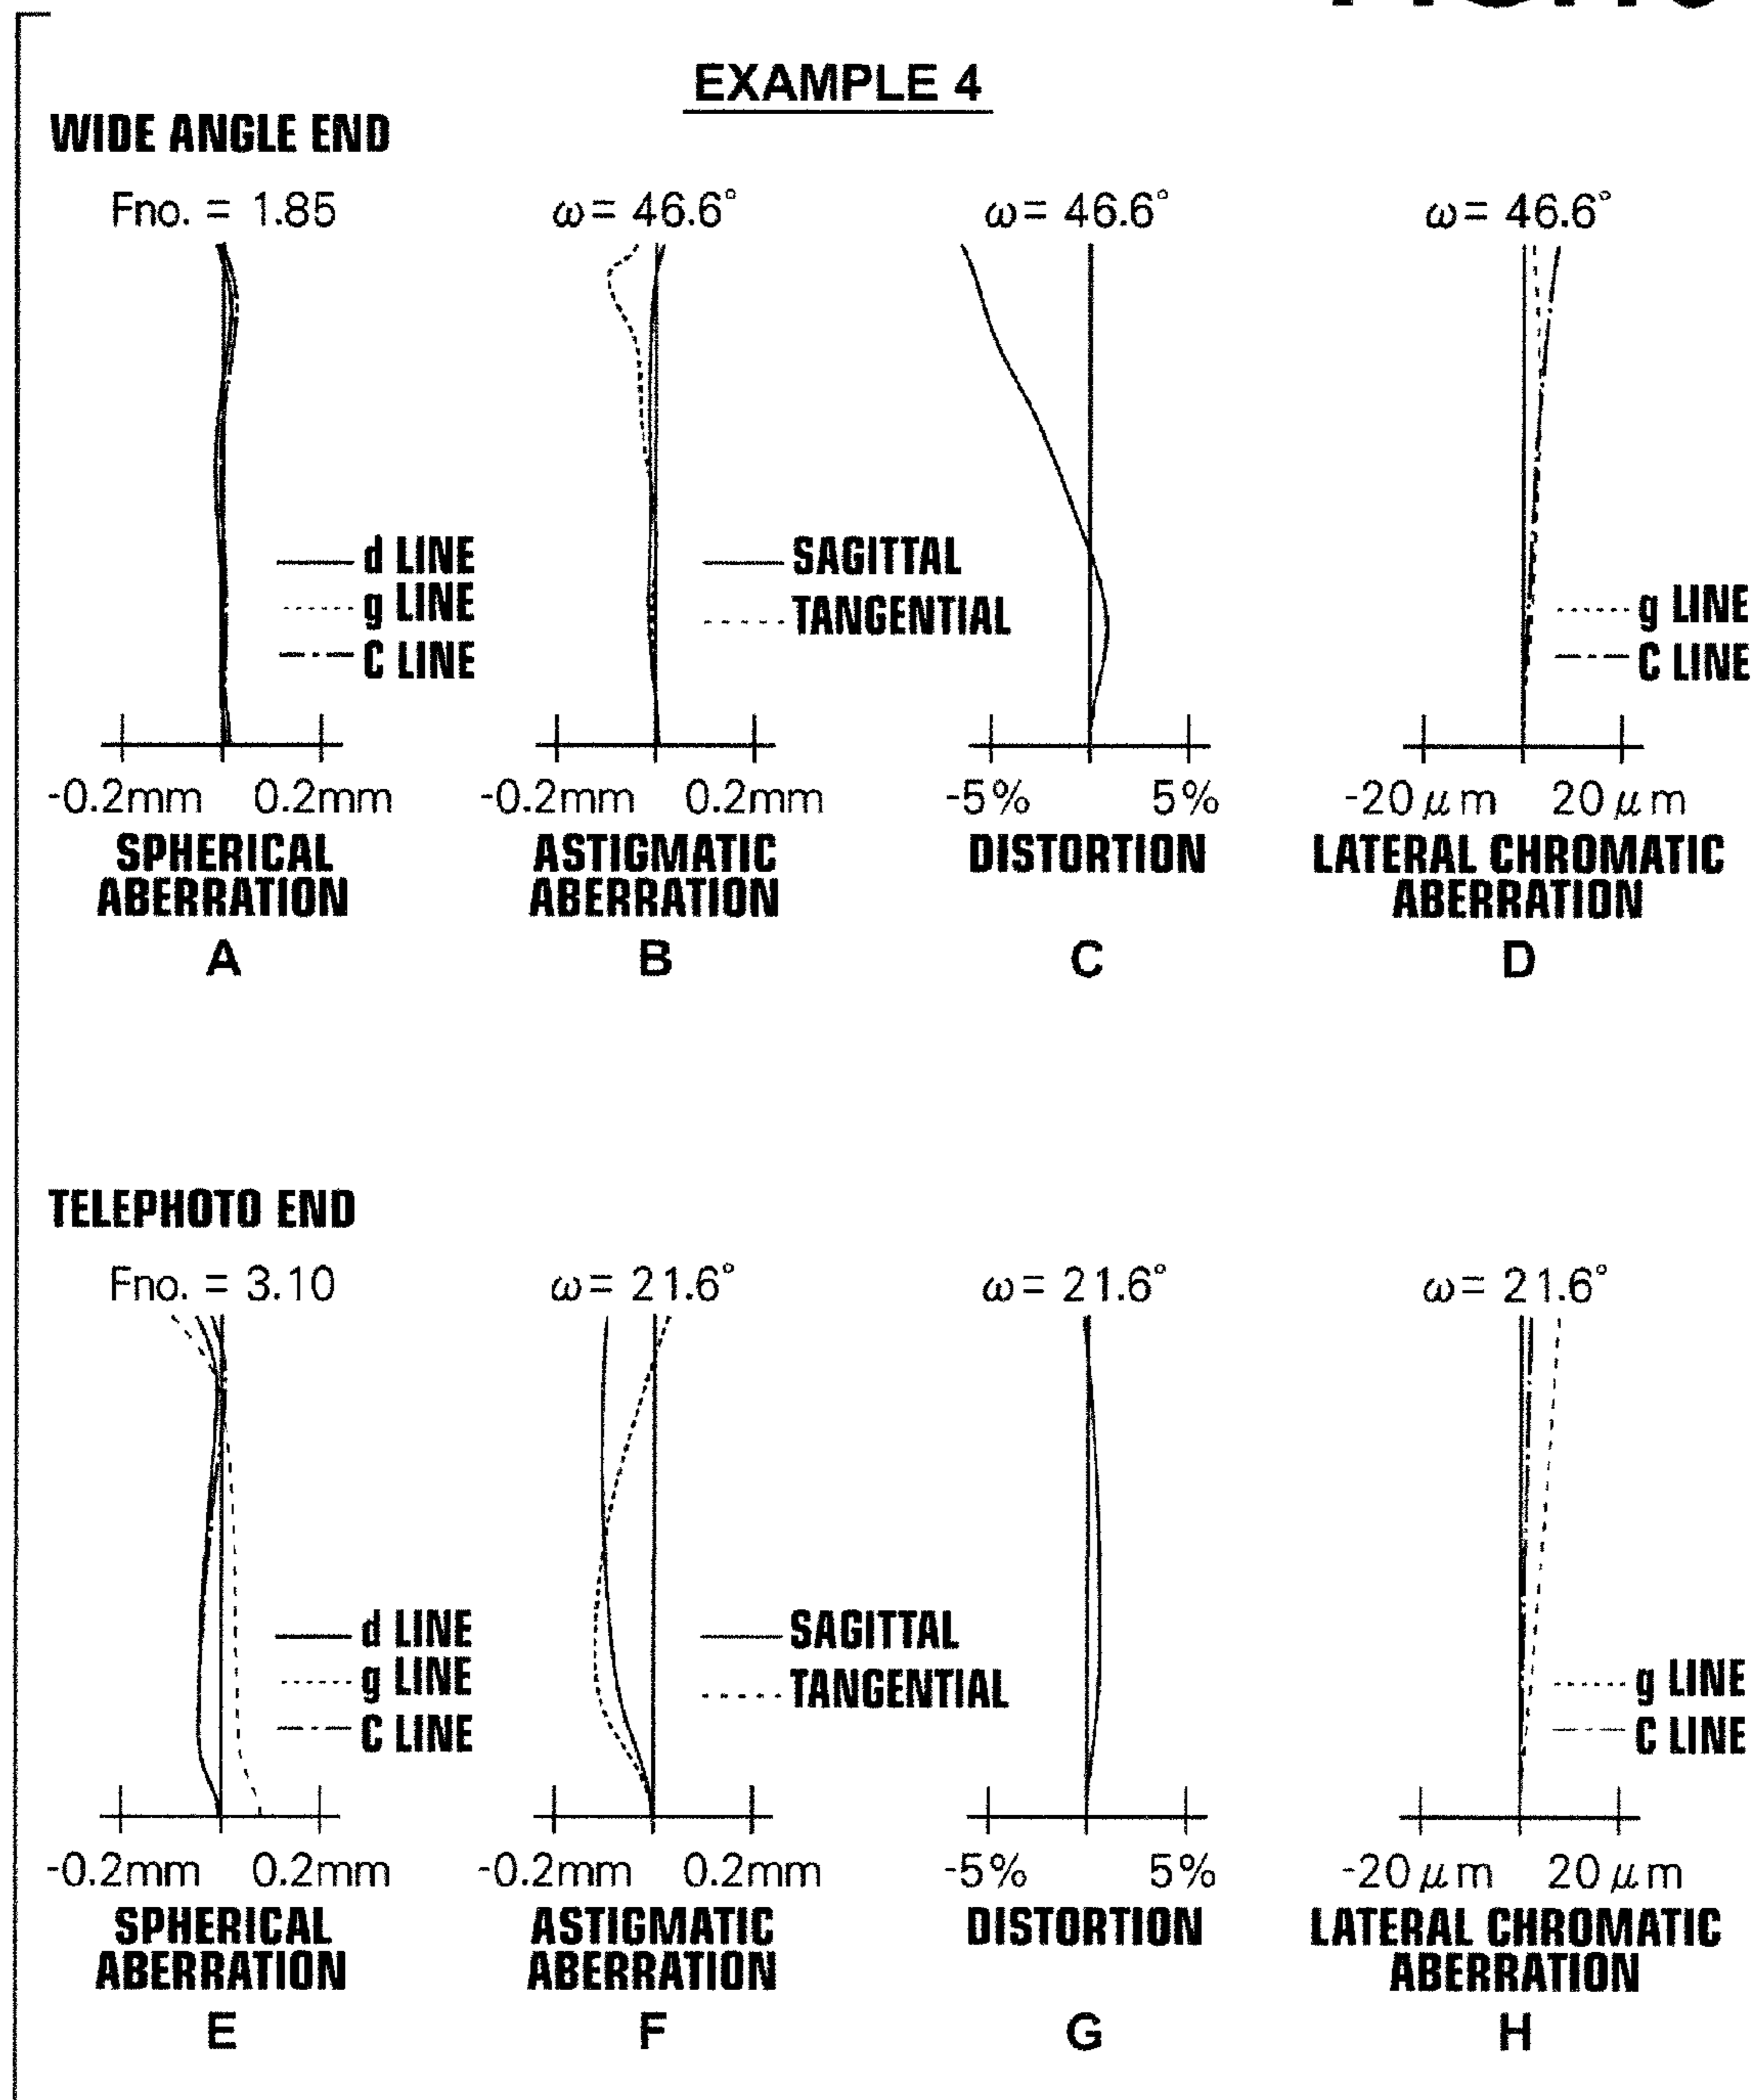 EXAMPLE 4
WIDE ANGLE END
Fno. = 1.85
ω= 46.6°
ω= 46.6°
ω= 46.6°
d LINE
g LINE
C LINE
SAGITTAL
TANGENTIAL
g LINE
C LINE
-0.2mm 0.2mm
-0.2mm 0.2mm
-5% 5%
-20μm 20μm
SPHERICAL
ABERRATION
ASTIGMATIC
ABERRATION
DISTORTION
LATERAL CHROMATIC
ABERRATION
A
B
C
D
TELEPHOTO END
Fno. = 3.10
ω= 21.6°
ω= 21.6°
ω= 21.6°
d LINE
g LINE
C LINE
SAGITTAL
TANGENTIAL
g LINE
C LINE
-0.2mm 0.2mm
-0.2mm 0.2mm
-5% 5%
-20μm 20μm
SPHERICAL
ABERRATION
ASTIGMATIC
ABERRATION
DISTORTION
LATERAL CHROMATIC
ABERRATION
E
F
G
H